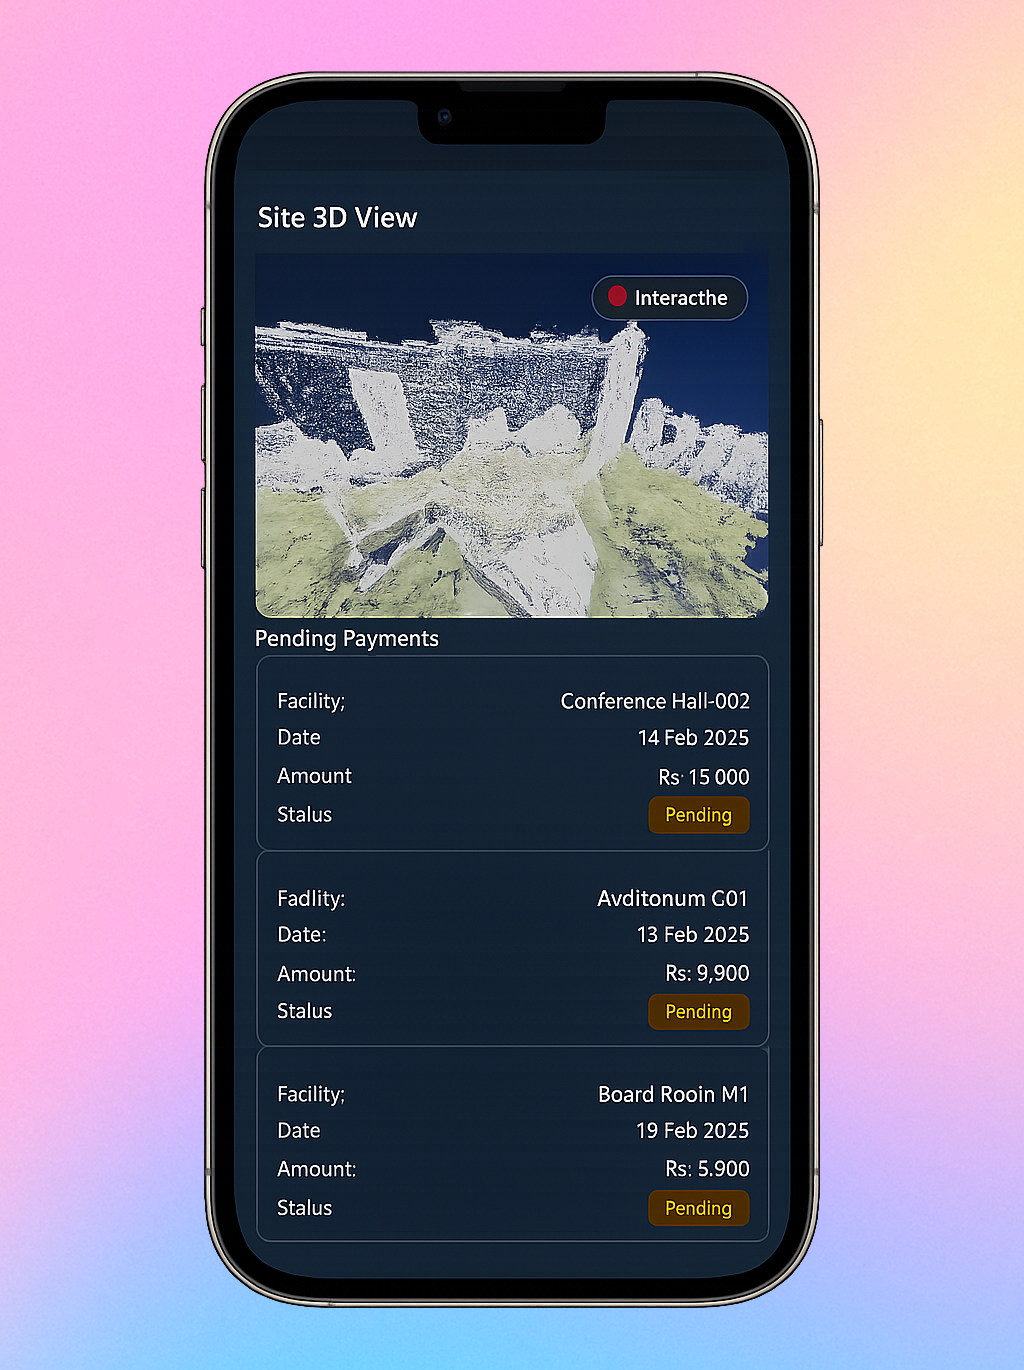 Site 3D View
Interacthe
Pending Payments
Facility; Conference Hall-002
Date 14 Feb 2025
Amount Rs· 15 000
Stalus Pending
Fadlity: Avditonum G01
Date: 13 Feb 2025
Amount: Rs: 9,900
Stalus Pending
Facility; Board Rooin M1
Date 19 Feb 2025
Amount: Rs: 5.900
Stalus Pending